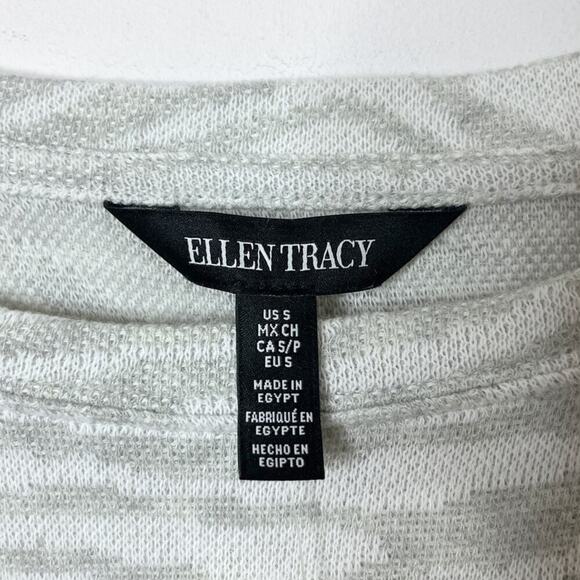 ELLEN TRACY
US S
MX CH
CA S/P
EU S
MADE IN
EGYPT
FABRIQUÉ EN
EGYPTE
HECHO EN
EGIPTO